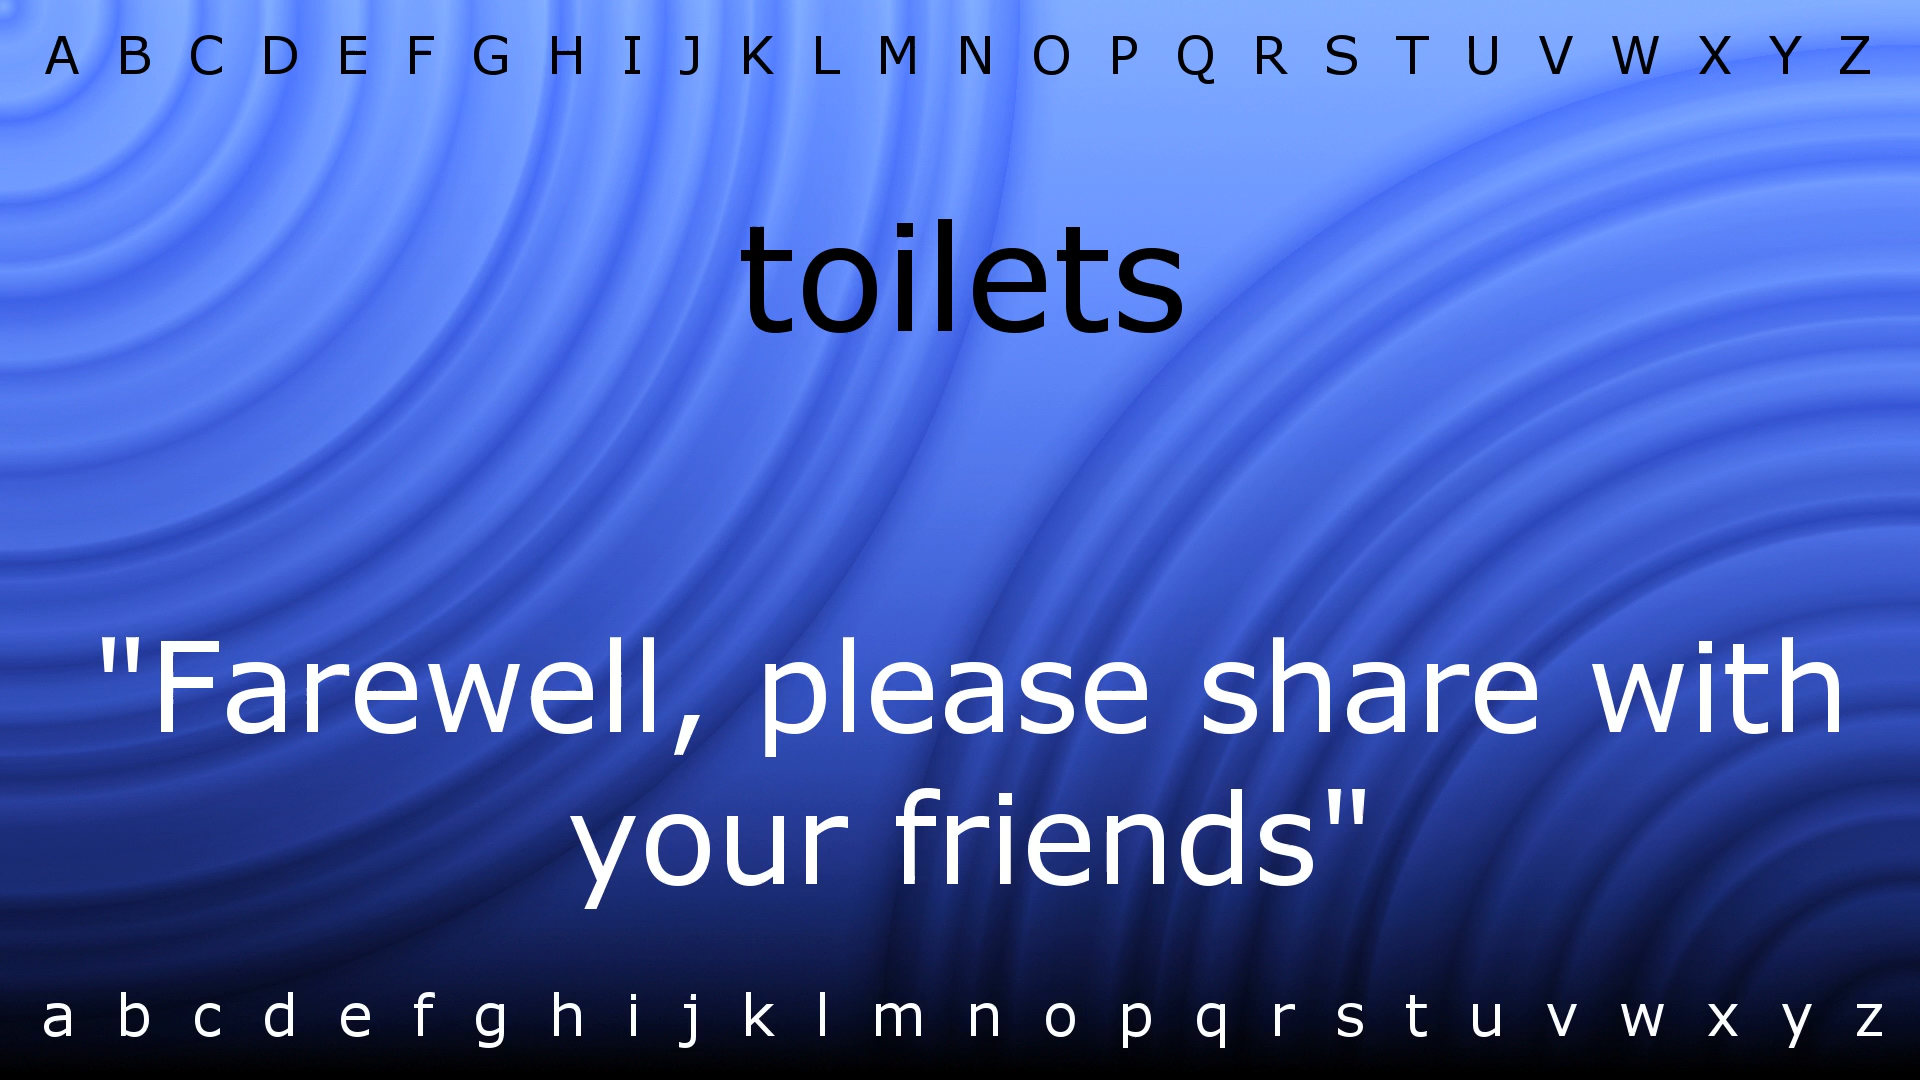 A B C D E F G H I J K L M N O P Q R S T U V W X Y Z
toilets
"Farewell, please share with
your friends"
a b c d e f g h i j k l m n o p q r s t u v w x y z